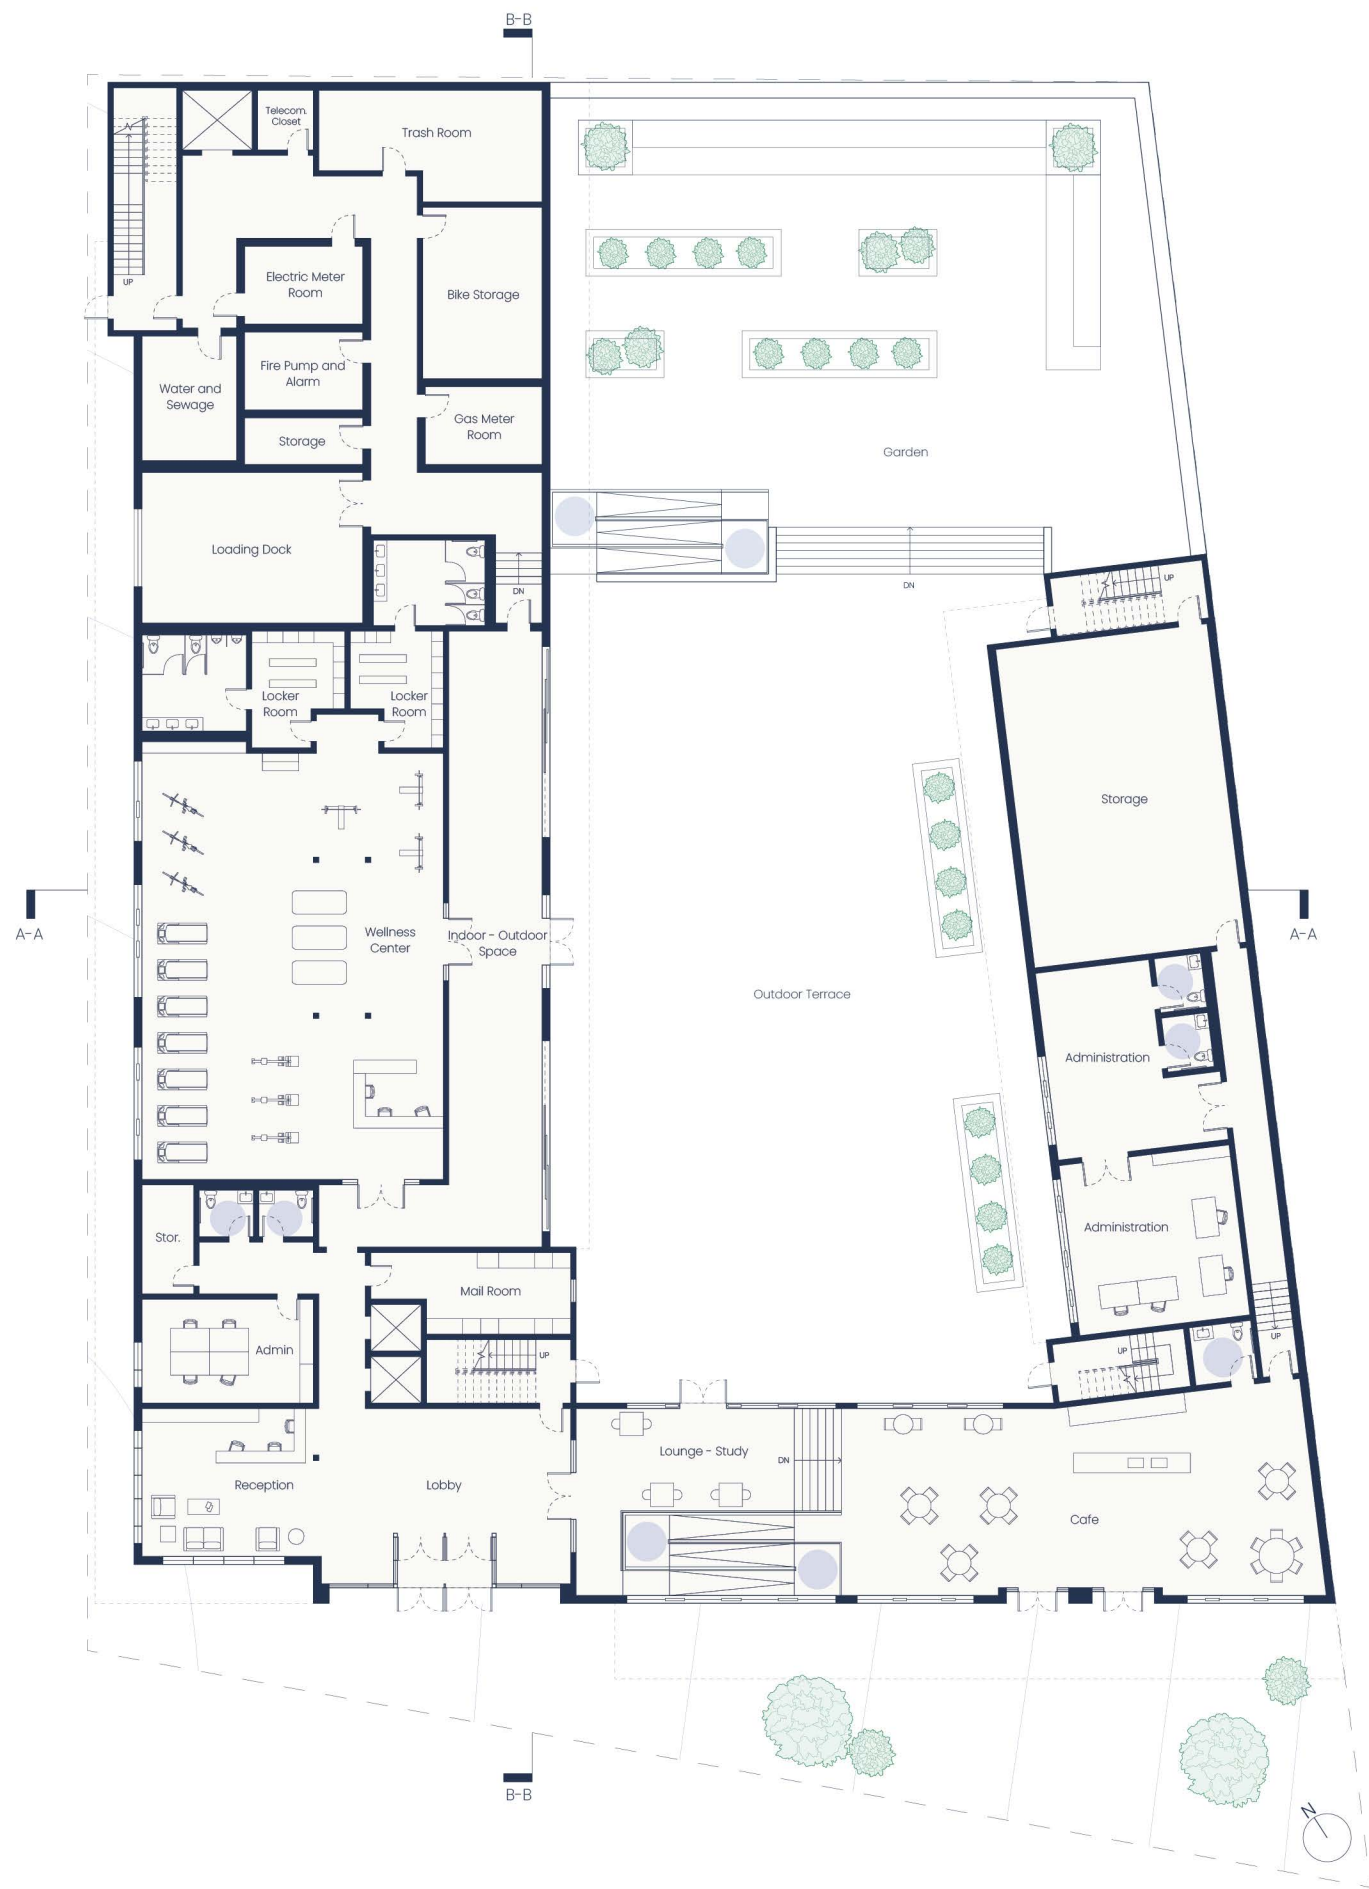 B-B
Telecom.
Closet
Trash Room
UP
Electric Meter
Room
Bike Storage
Fire Pump and
Alarm
Water and
Sewage
Gas Meter
Room
Storage
Garden
Loading Dock
DN
DN
UP
Locker
Room
Locker
Room
Storage
A-A
Wellness
Center
Indoor - Outdoor
Space
A-A
Outdoor Terrace
Administration
Administration
Stor.
Mail Room
Admin
UP
UP
UP
Lounge - Study
DN
Reception
Lobby
Cafe
B-B
N